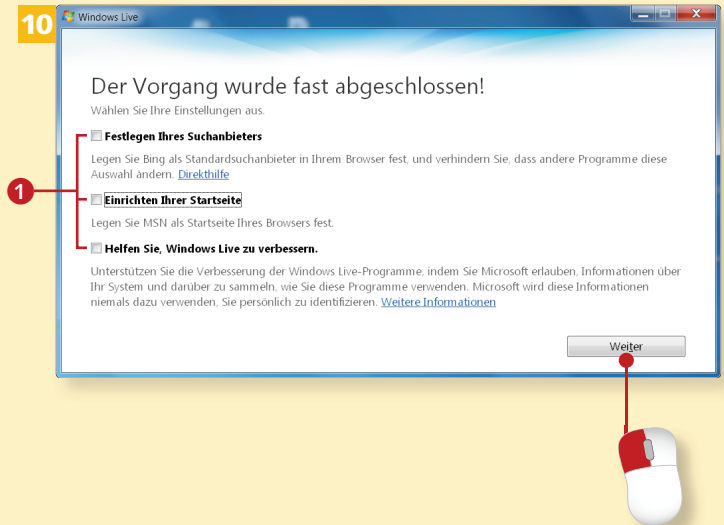 10
Windows Live
Der Vorgang wurde fast abgeschlossen!
Wählen Sie Ihre Einstellungen aus.
Festlegen Ihres Suchanbieters
Legen Sie Bing als Standardsuchanbieter in Ihrem Browser fest, und verhindern Sie, dass andere Programme diese
Auswahl ändern. Direkthilfe
1
Einrichten Ihrer Startseite
Legen Sie MSN als Startseite Ihres Browsers fest.
Helfen Sie, Windows Live zu verbessern.
Unterstützen Sie die Verbesserung der Windows Live-Programme, indem Sie Microsoft erlauben, Informationen über
Ihr System und darüber zu sammeln, wie Sie diese Programme verwenden. Microsoft wird diese Informationen
niemals dazu verwenden, Sie persönlich zu identifizieren. Weitere Informationen
Weiter